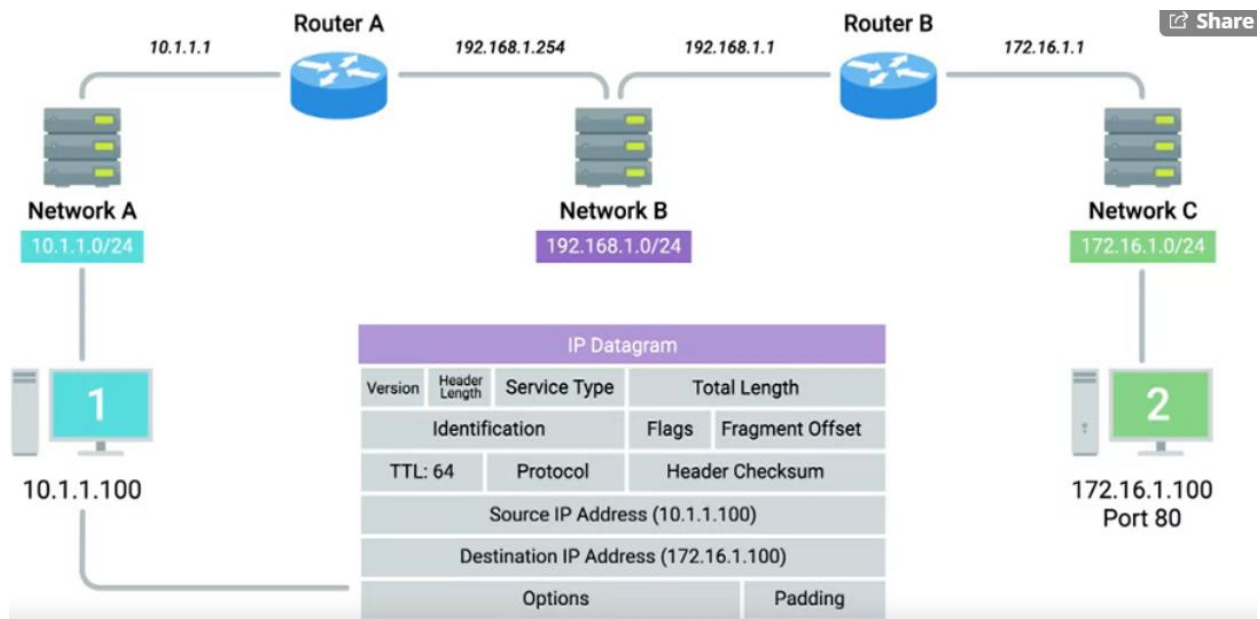 Share
Router A
Router B
10.1.1.1
192.168.1.254
192.168.1.1
172.16.1.1
Network A
Network B
Network C
10.1.1.0/24
192.168.1.0/24
172.16.1.0/24
IP Datagram
Version
Header
Length
Service Type
Total Length
Identification
Flags
Fragment Offset
TTL: 64
Protocol
Header Checksum
Source IP Address (10.1.1.100)
Destination IP Address (172.16.1.100)
Options
Padding
1
10.1.1.100
2
172.16.1.100
Port 80